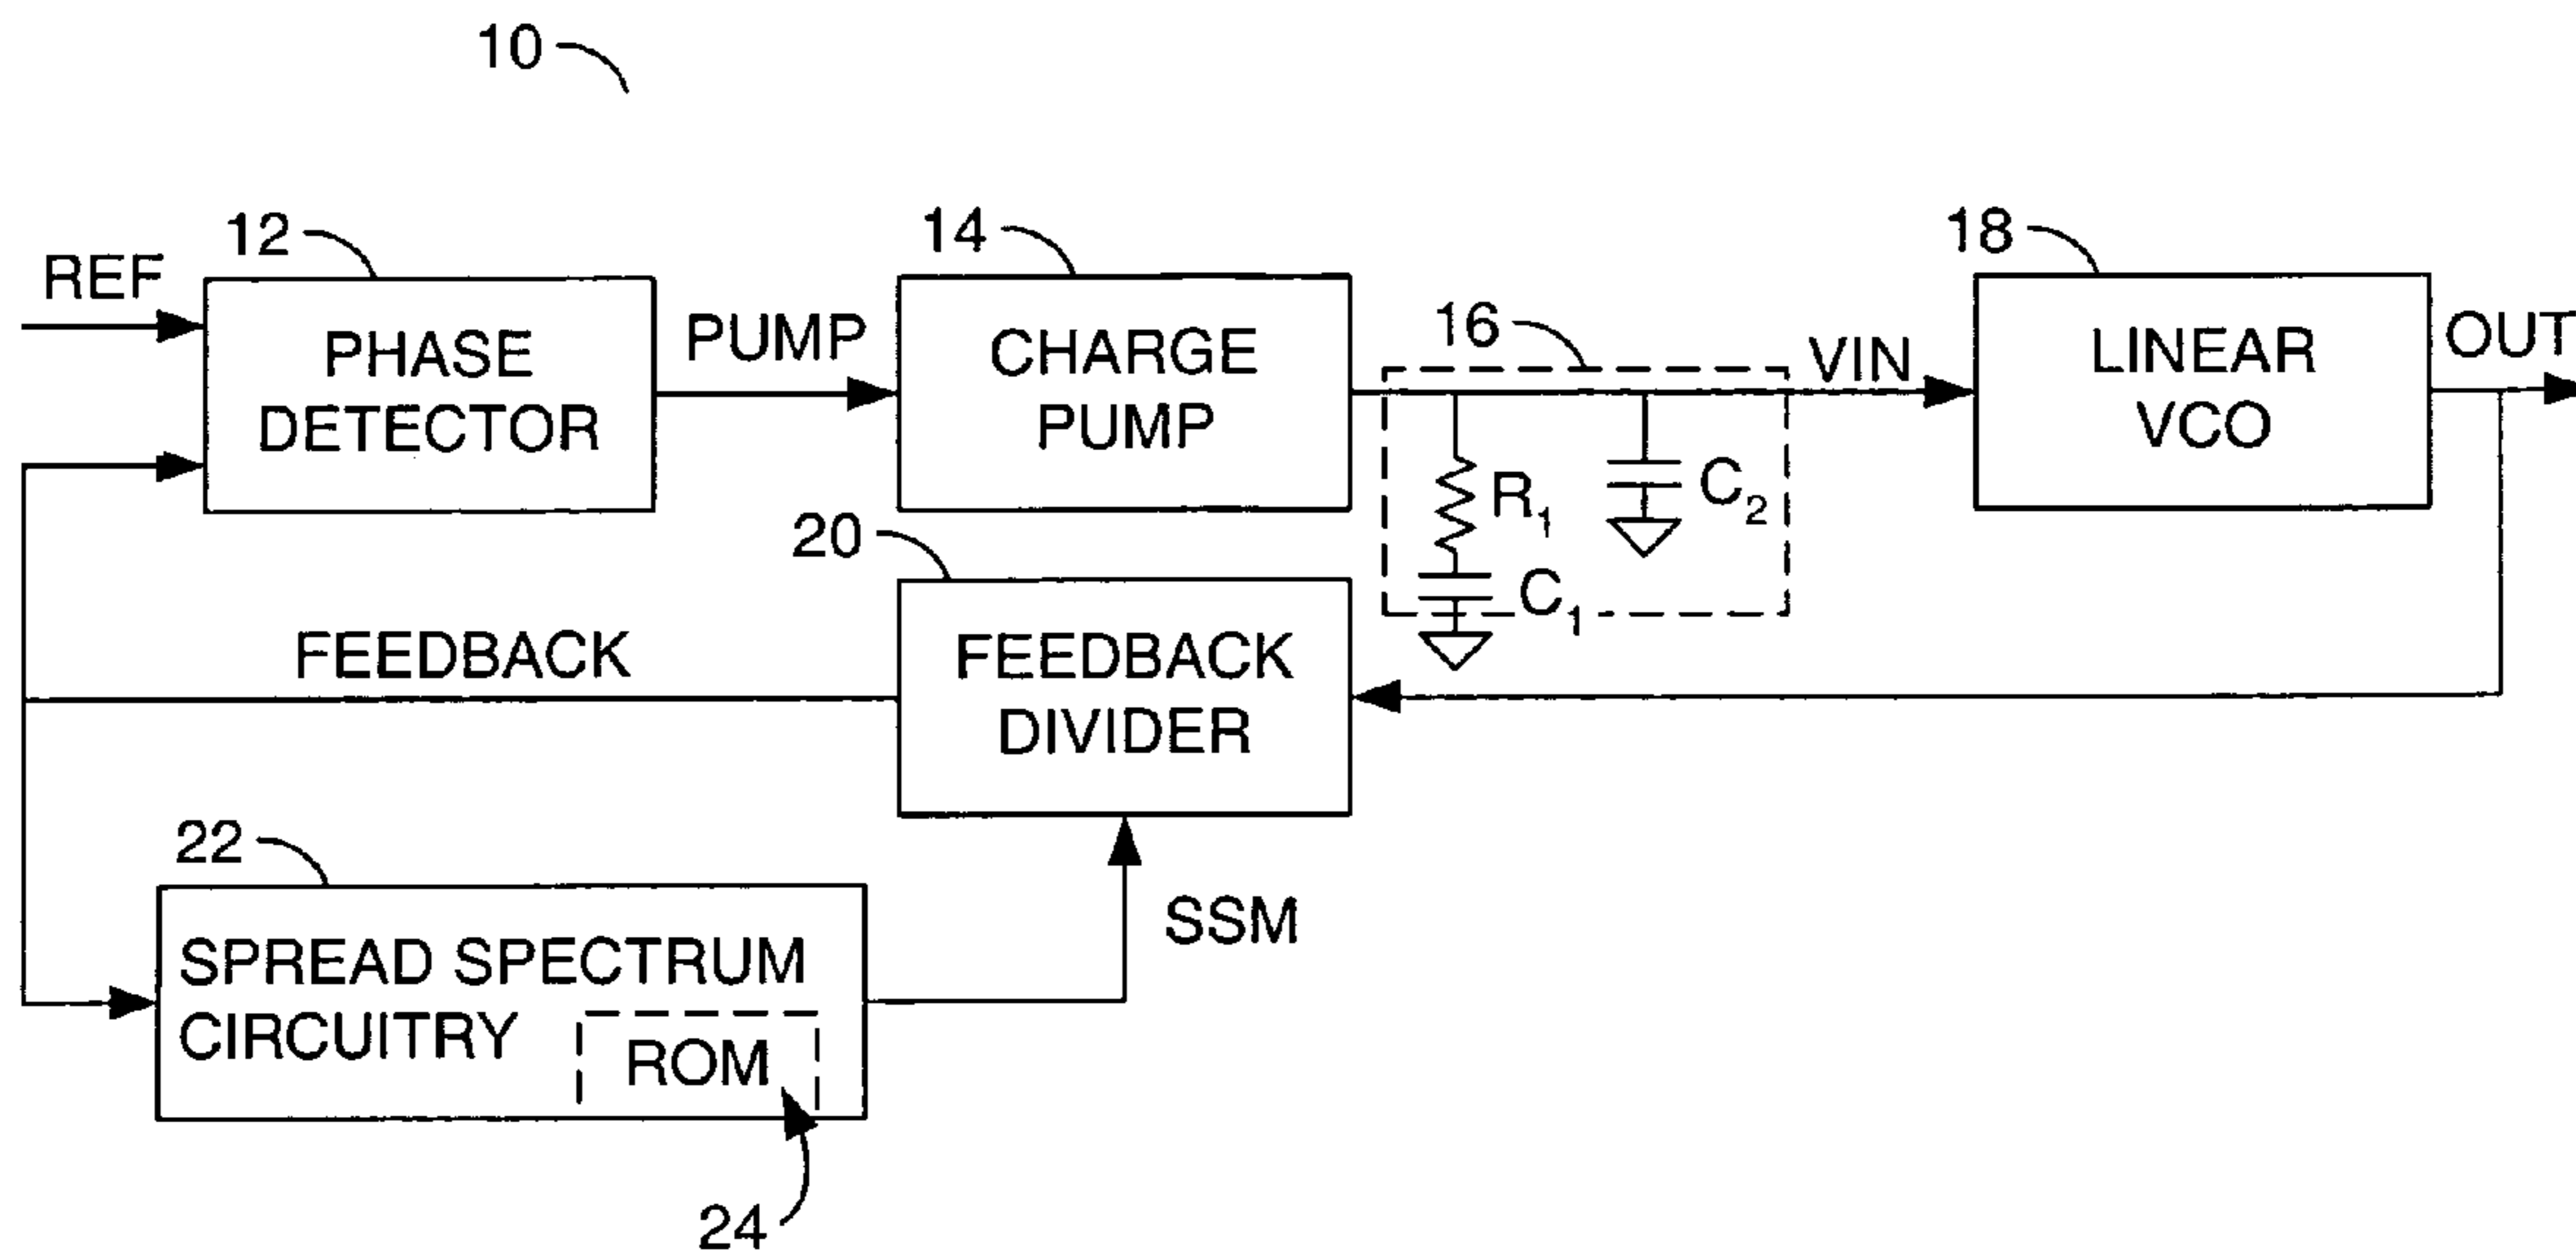 10
12
14
18
REF
PHASE
DETECTOR
PUMP
CHARGE
PUMP
16
VIN
LINEAR
VCO
OUT
R1
C2
C1
20
FEEDBACK
FEEDBACK
DIVIDER
22
SPREAD SPECTRUM
CIRCUITRY
ROM
SSM
24